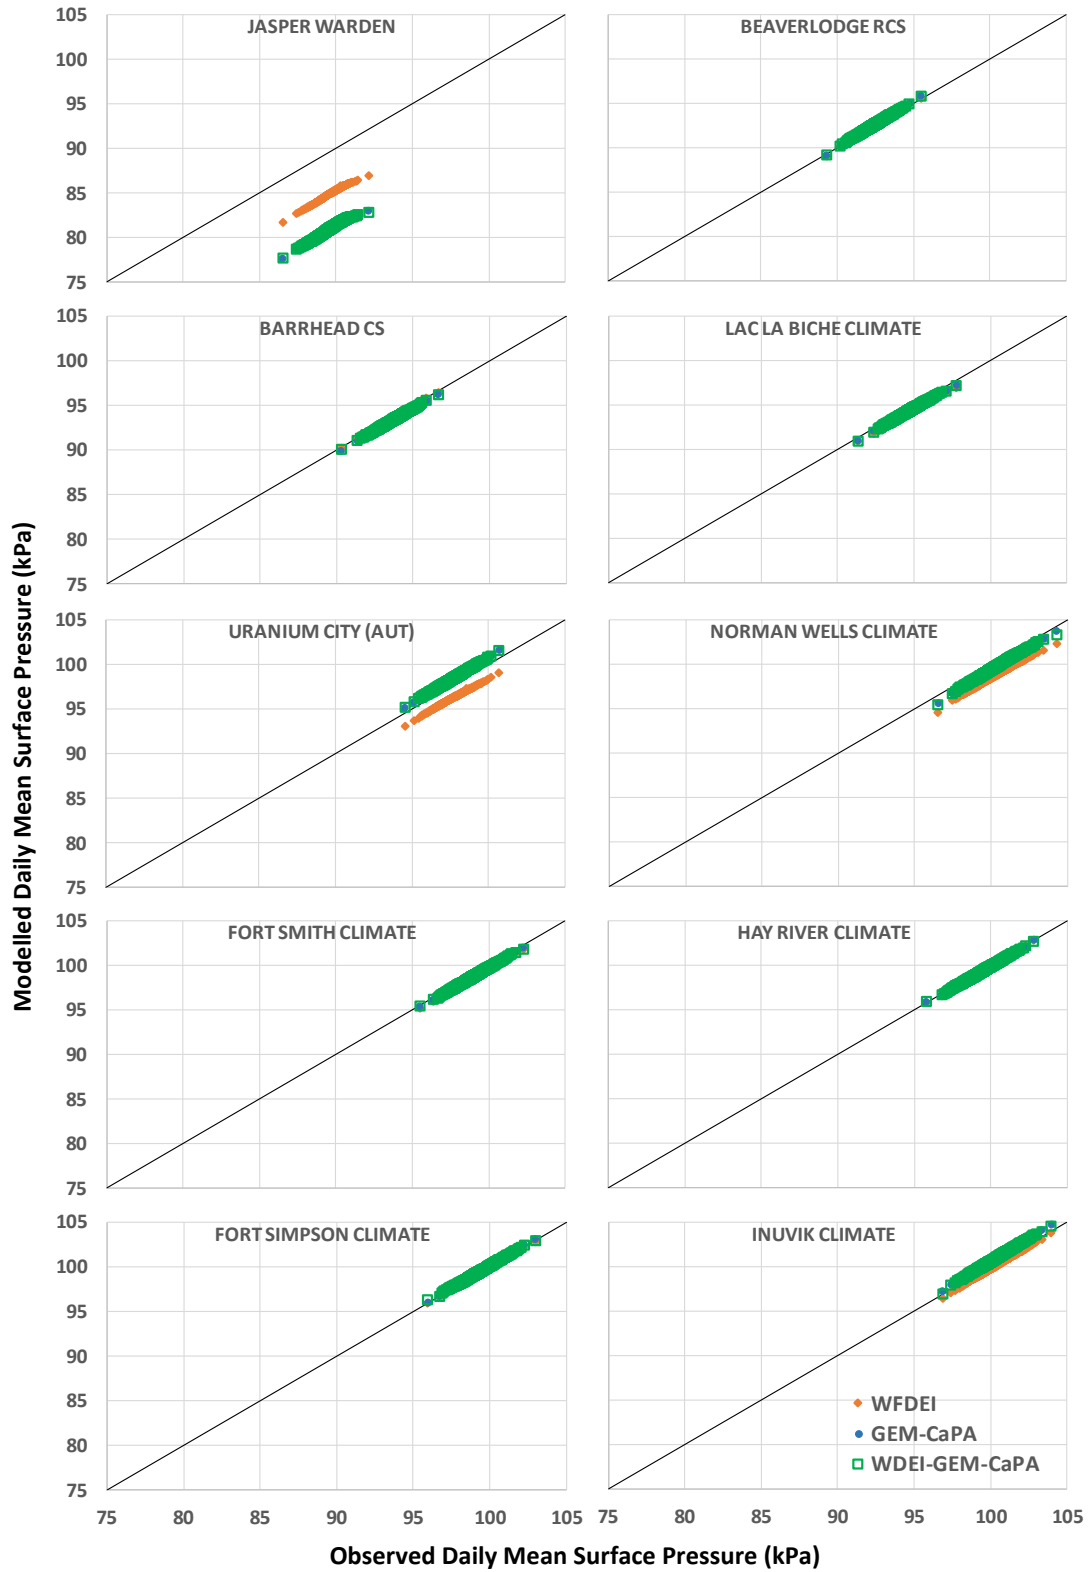 105
JASPER WARDEN
BEAVERLODGE RCS
100
95
90
85
80
75
105
BARRHEAD CS
LAC LA BICHE CLIMATE
100
95
90
85
80
75
105
URANIUM CITY (AUT)
NORMAN WELLS CLIMATE
100
95
90
85
80
75
105
FORT SMITH CLIMATE
HAY RIVER CLIMATE
100
95
90
85
80
75
105
FORT SIMPSON CLIMATE
INUVIK CLIMATE
100
95
90
85
80
75
WFDEI
GEM-CaPA
WDEI-GEM-CaPA
75 80 85 90 95 100 105
75 80 85 90 95 100 105
Modelled Daily Mean Surface Pressure (kPa)
Observed Daily Mean Surface Pressure (kPa)